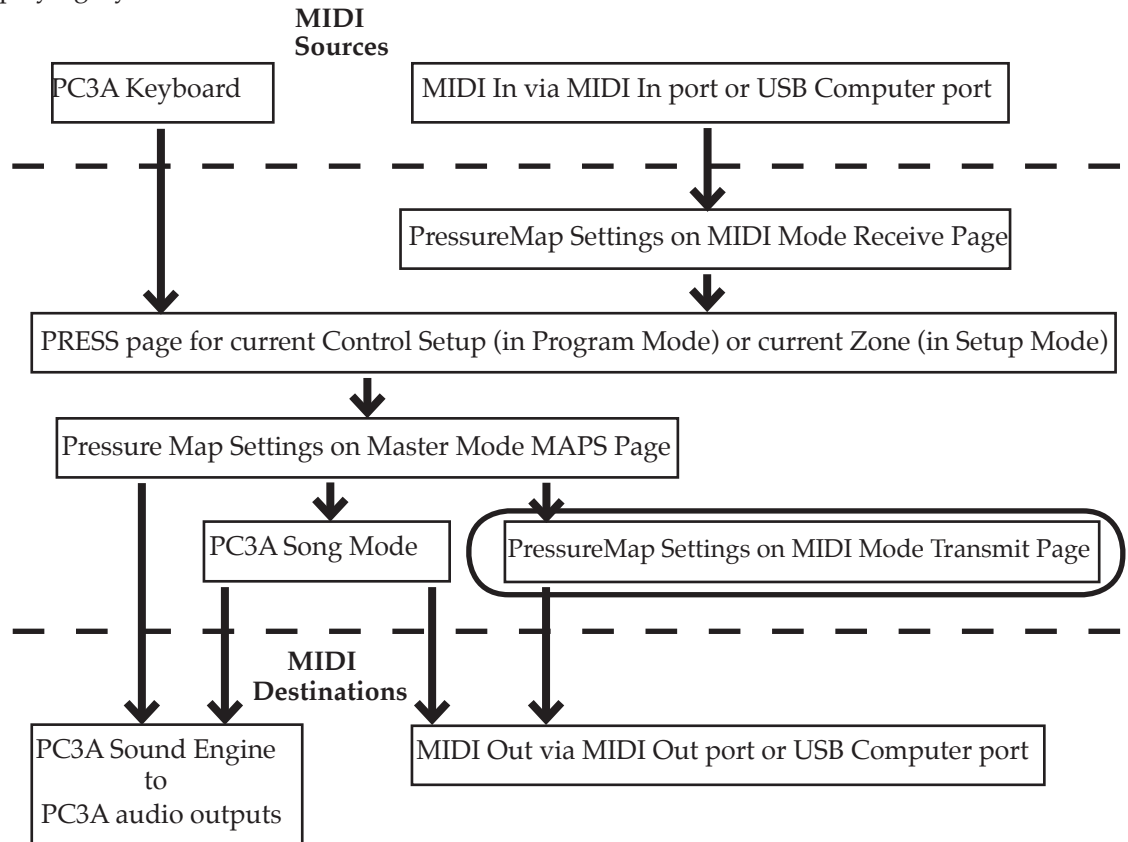 MIDI
Sources
PC3A Keyboard
MIDI In via MIDI In port or USB Computer port
PressureMap Settings on MIDI Mode Receive Page
PRESS page for current Control Setup (in Program Mode) or current Zone (in Setup Mode)
Pressure Map Settings on Master Mode MAPS Page
PC3A Song Mode
PressureMap Settings on MIDI Mode Transmit Page
MIDI
Destinations
PC3A Sound Engine
to
PC3A audio outputs
MIDI Out via MIDI Out port or USB Computer port